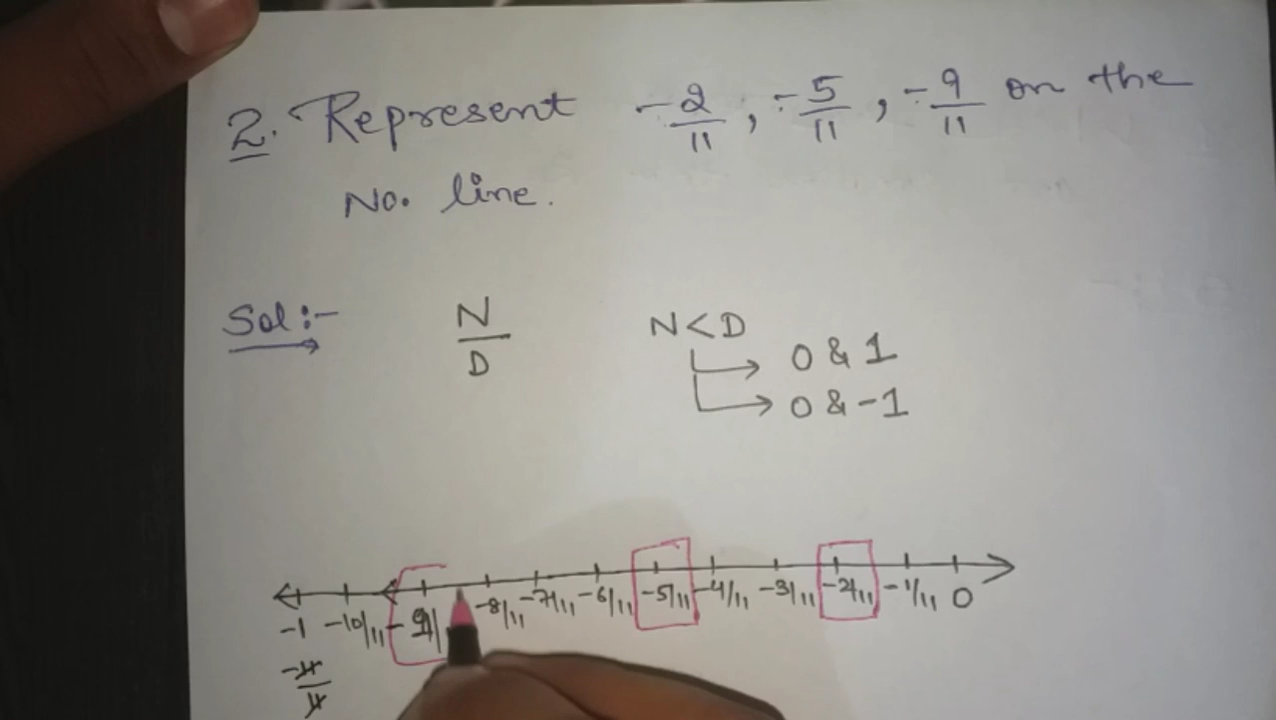 2. Represent -2/11, -5/11, -9/11 on the
No. line.
Sol :- N/D N<D
0 & 1
0 & -1
-1 -10/11 -9/ -8/11 -7/11 -6/11 -5/11 -4/11 -3/11 -2/11 -1/11 0